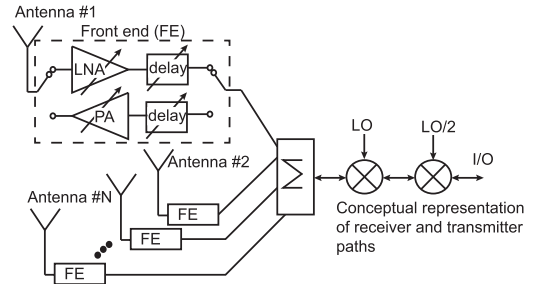 Antenna #1
Front end (FE)
LNA
delay
PA
delay
Antenna #2
FE
Antenna #N
FE
FE
Σ
LO
LO/2
I/O
Conceptual representation
of receiver and transmitter
paths